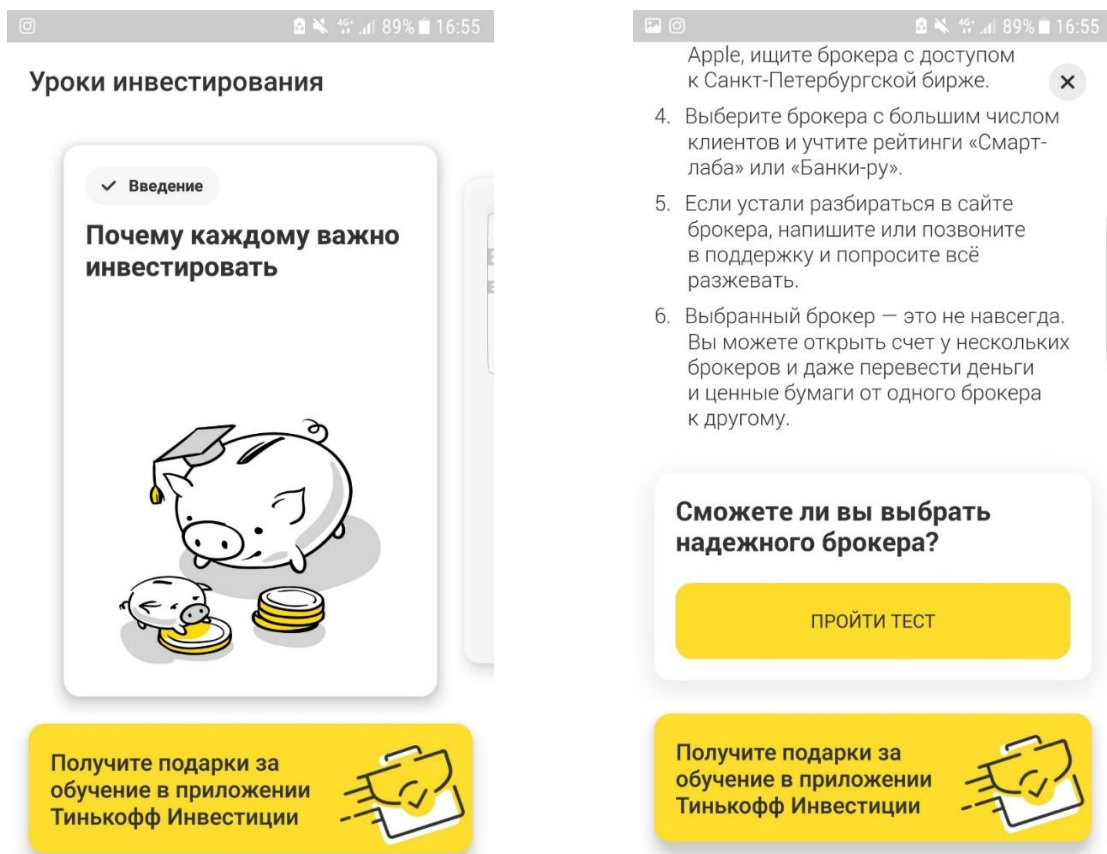 89% 16:55
Уроки инвестирования
Введение
Почему каждому важно
инвестировать
Получите подарки за
обучение в приложении
Тинькофф Инвестиции
4G+ 89% 16:55
Apple, ищите брокера с доступом
к Санкт-Петербургской бирже.
4. Выберите брокера с большим числом
клиентов и учтите рейтинги «Смарт-
лаба» или «Банки-ру».
5. Если устали разбираться в сайте
брокера, напишите или позвоните
в поддержку и попросите всё
разжевать.
6. Выбранный брокер — это не навсегда.
Вы можете открыть счет у нескольких
брокеров и даже перевести деньги
и ценные бумаги от одного брокера
к другому.
Сможете ли вы выбрать
надежного брокера?
ПРОЙТИ ТЕСТ
Получите подарки за
обучение в приложении
Тинькофф Инвестиции